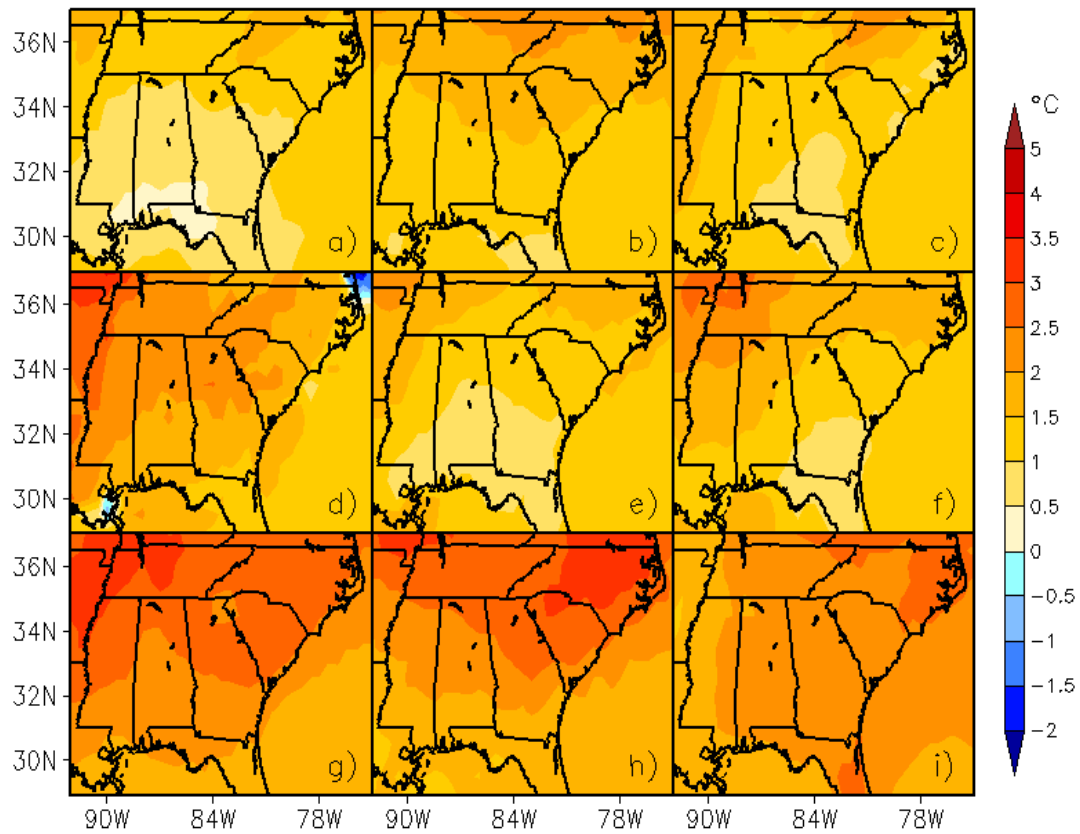 36N
34N
32N
30N
a)
b)
c)
°C
5
4
3.5
3
2.5
2
1.5
1
0.5
0
−0.5
−1
−1.5
−2
36N
34N
32N
30N
d)
e)
f)
36N
34N
32N
30N
g)
h)
i)
90W 84W 78W 90W 84W 78W 90W 84W 78W